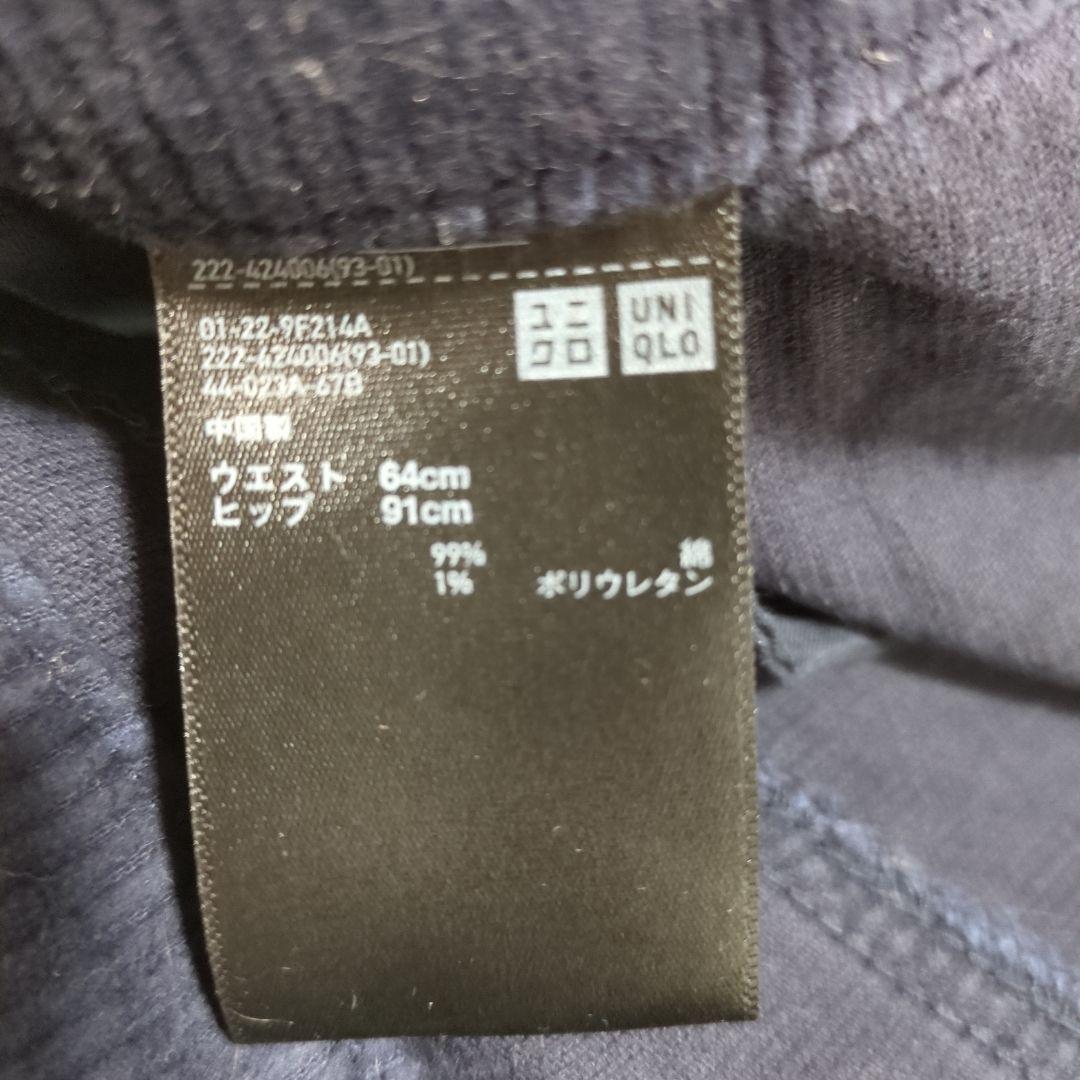 222-424006(93-01)
ユニクロ
UNIQLO
01-22-9F214A
222-424006(93-01)
44-023A-67B
中国製
ウエスト 64cm
ヒップ 91cm
99% 綿
1% ポリウレタン